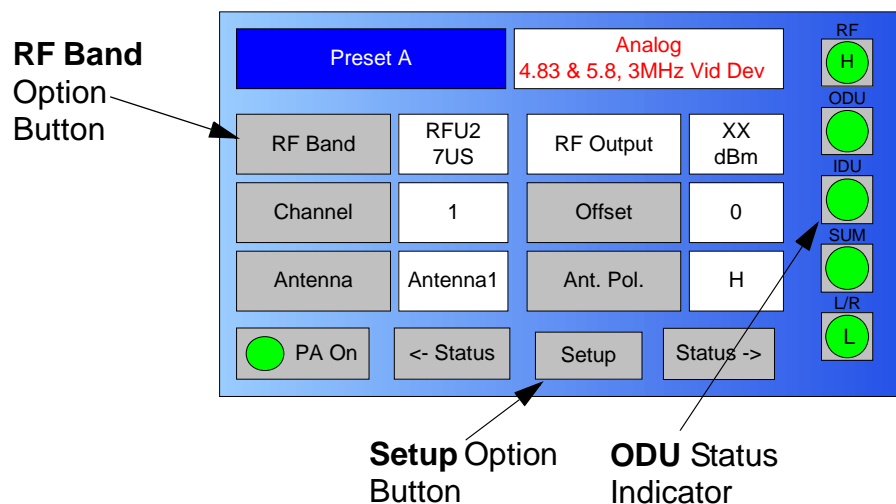 RF Band
Option
Button
Preset A
Analog
4.83 & 5.8, 3MHz Vid Dev
RF
H
ODU
RF Band
RFU2
7US
RF Output
XX
dBm
IDU
Channel
1
Offset
0
SUM
Antenna
Antenna1
Ant. Pol.
H
L/R
L
PA On
<- Status
Setup
Status ->
Setup Option
Button
ODU Status
Indicator